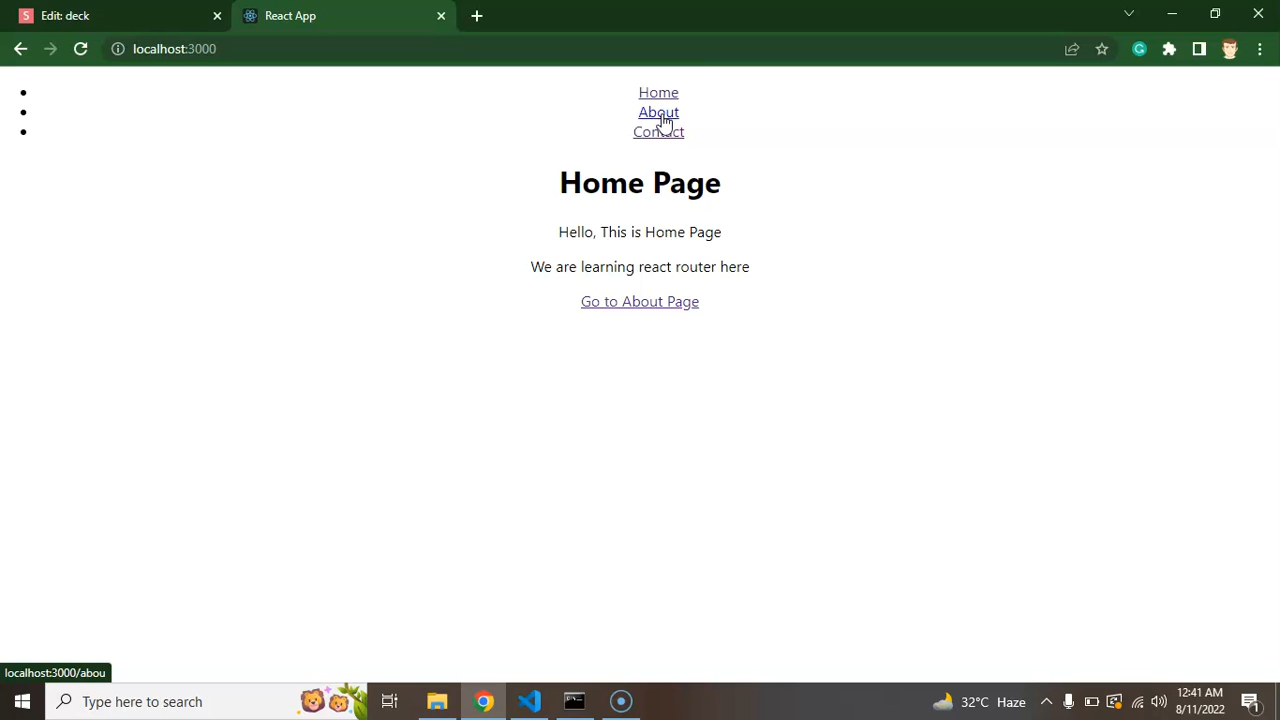 Edit: deck
React App
localhost:3000
Home
About
Contact
Home Page
Hello, This is Home Page
We are learning react router here
Go to About Page
localhost:3000/abou
Type here to search
32°C Haze
12:41 AM
8/11/2022
1